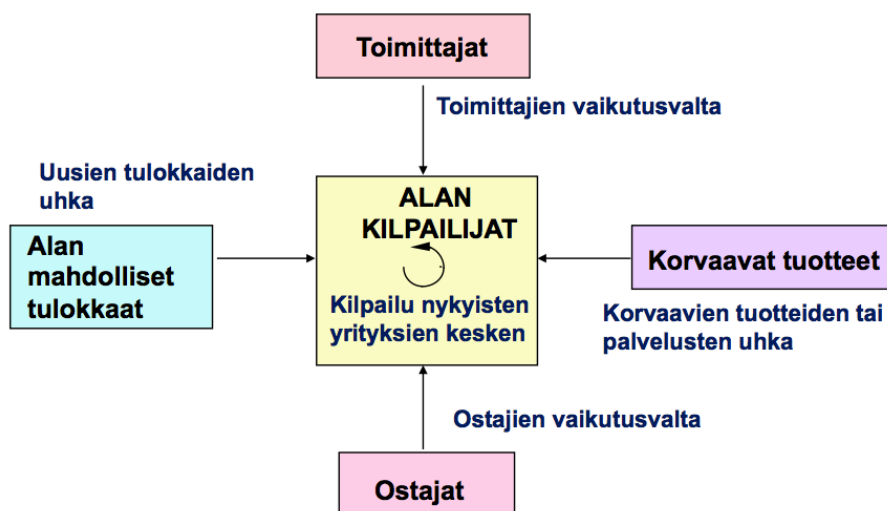 Toimittajat
Toimittajien vaikutusvalta
Uusien tulokkaiden
uhka
Alan
mahdolliset
tulokkaat
ALAN
KILPAILIJAT
Kilpailu nykyisten
yrityksien kesken
Korvaavat tuotteet
Korvaavien tuotteiden tai
palvelusten uhka
Ostajien vaikutusvalta
Ostajat